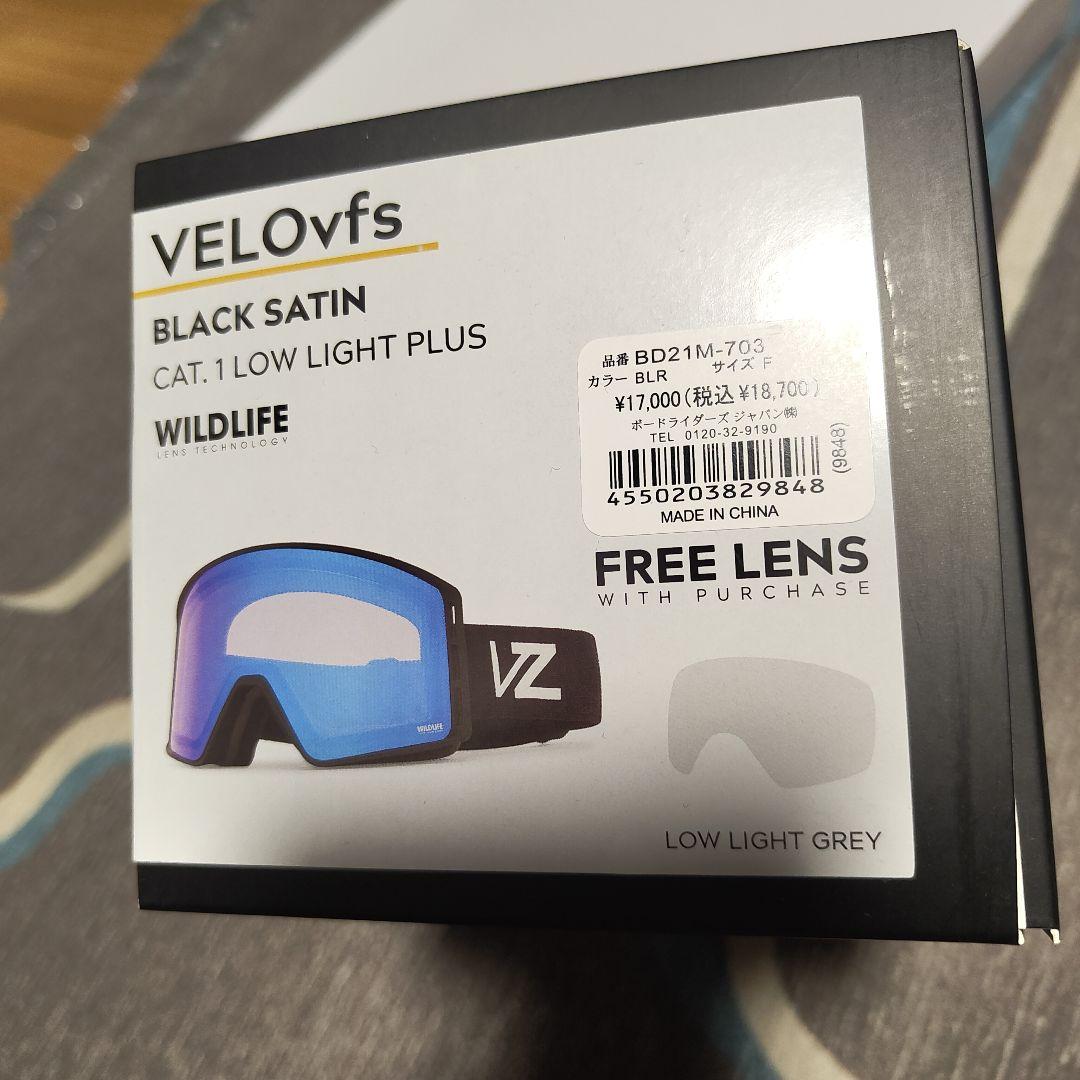 VELOvfs
BLACK SATIN
CAT. 1 LOW LIGHT PLUS
WILDLIFE
LENS TECHNOLOGY
品番 BD21M-703
カラー BLR サイズ F
¥17,000(税込 ¥18,700)
ボードライダーズ ジャパン㈱
TEL 0120-32-9190
(9848)
4550203829848
MADE IN CHINA
FREE LENS
WITH PURCHASE
VZ
WILDLIFE
LOW LIGHT GREY